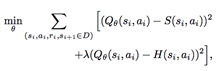 min_θ ∑_{(s_i,a_i,r_i,s_{i+1}∈D)} [(Q_θ(s_i,a_i) − S(s_i,a_i))²
+λ(Q_θ(s_i,a_i) − H(s_i,a_i))²],